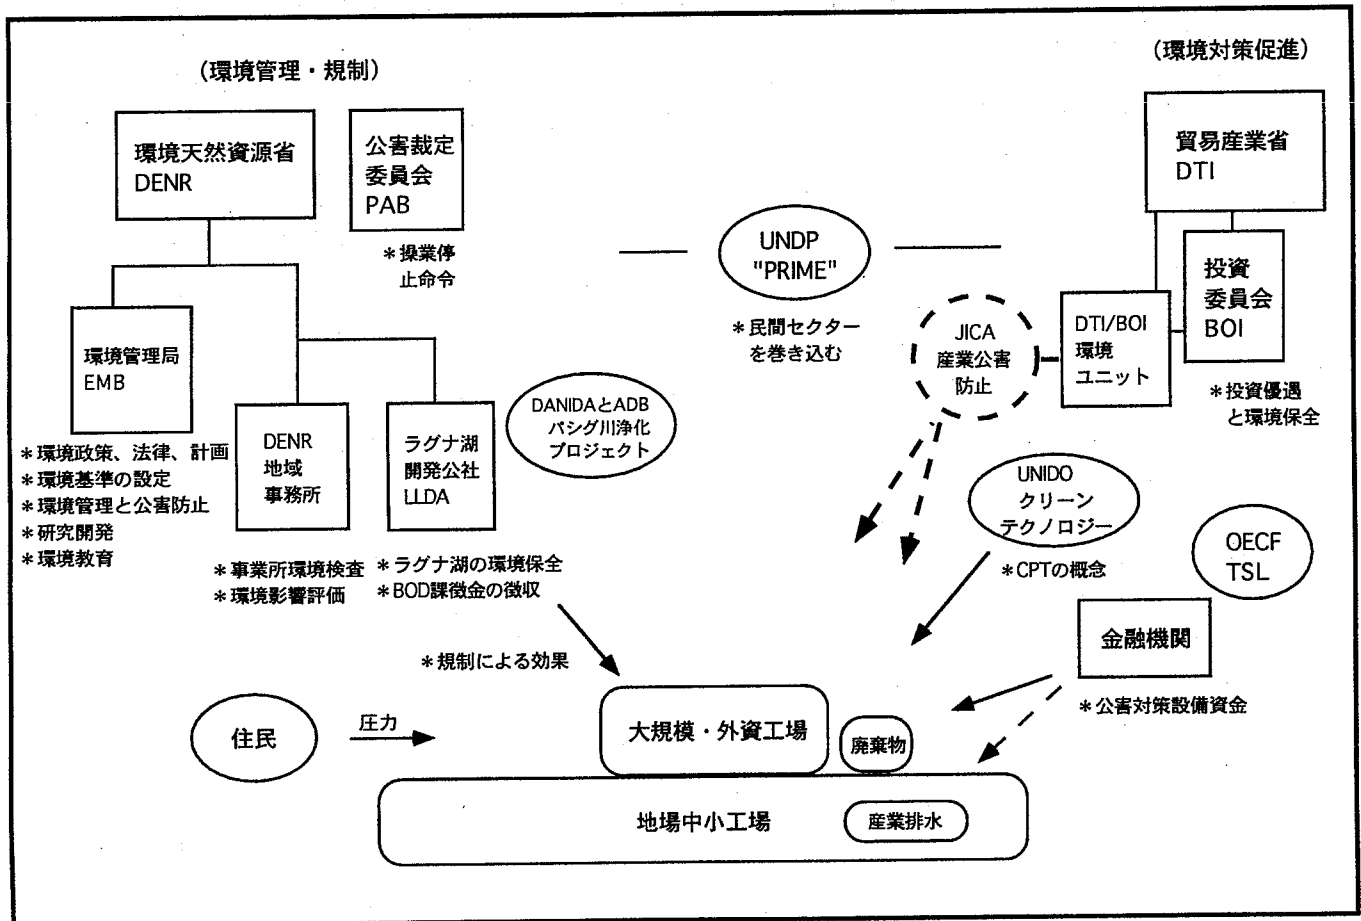 （環境管理・規制）
（環境対策促進）
環境天然資源省
DENR
公害裁定
委員会
PAB
＊操業停
止命令
貿易産業省
DTI
UNDP
"PRIME"
＊民間セクター
を巻き込む
JICA
産業公害
防止
DTI/BOI
環境
ユニット
投資
委員会
BOI
＊投資優遇
と環境保全
環境管理局
EMB
＊環境政策、法律、計画
＊環境基準の設定
＊環境管理と公害防止
＊研究開発
＊環境教育
DENR
地域
事務所
＊事業所環境検査
＊環境影響評価
ラグナ湖
開発公社
LLDA
＊ラグナ湖の環境保全
＊BOD課徴金の徴収
DANIDAとADB
パシグ川浄化
プロジェクト
UNIDO
クリーン
テクノロジー
＊CPTの概念
OECF
TSL
金融機関
＊公害対策設備資金
＊規制による効果
住民
圧力
大規模・外資工場
廃棄物
地場中小工場
産業排水